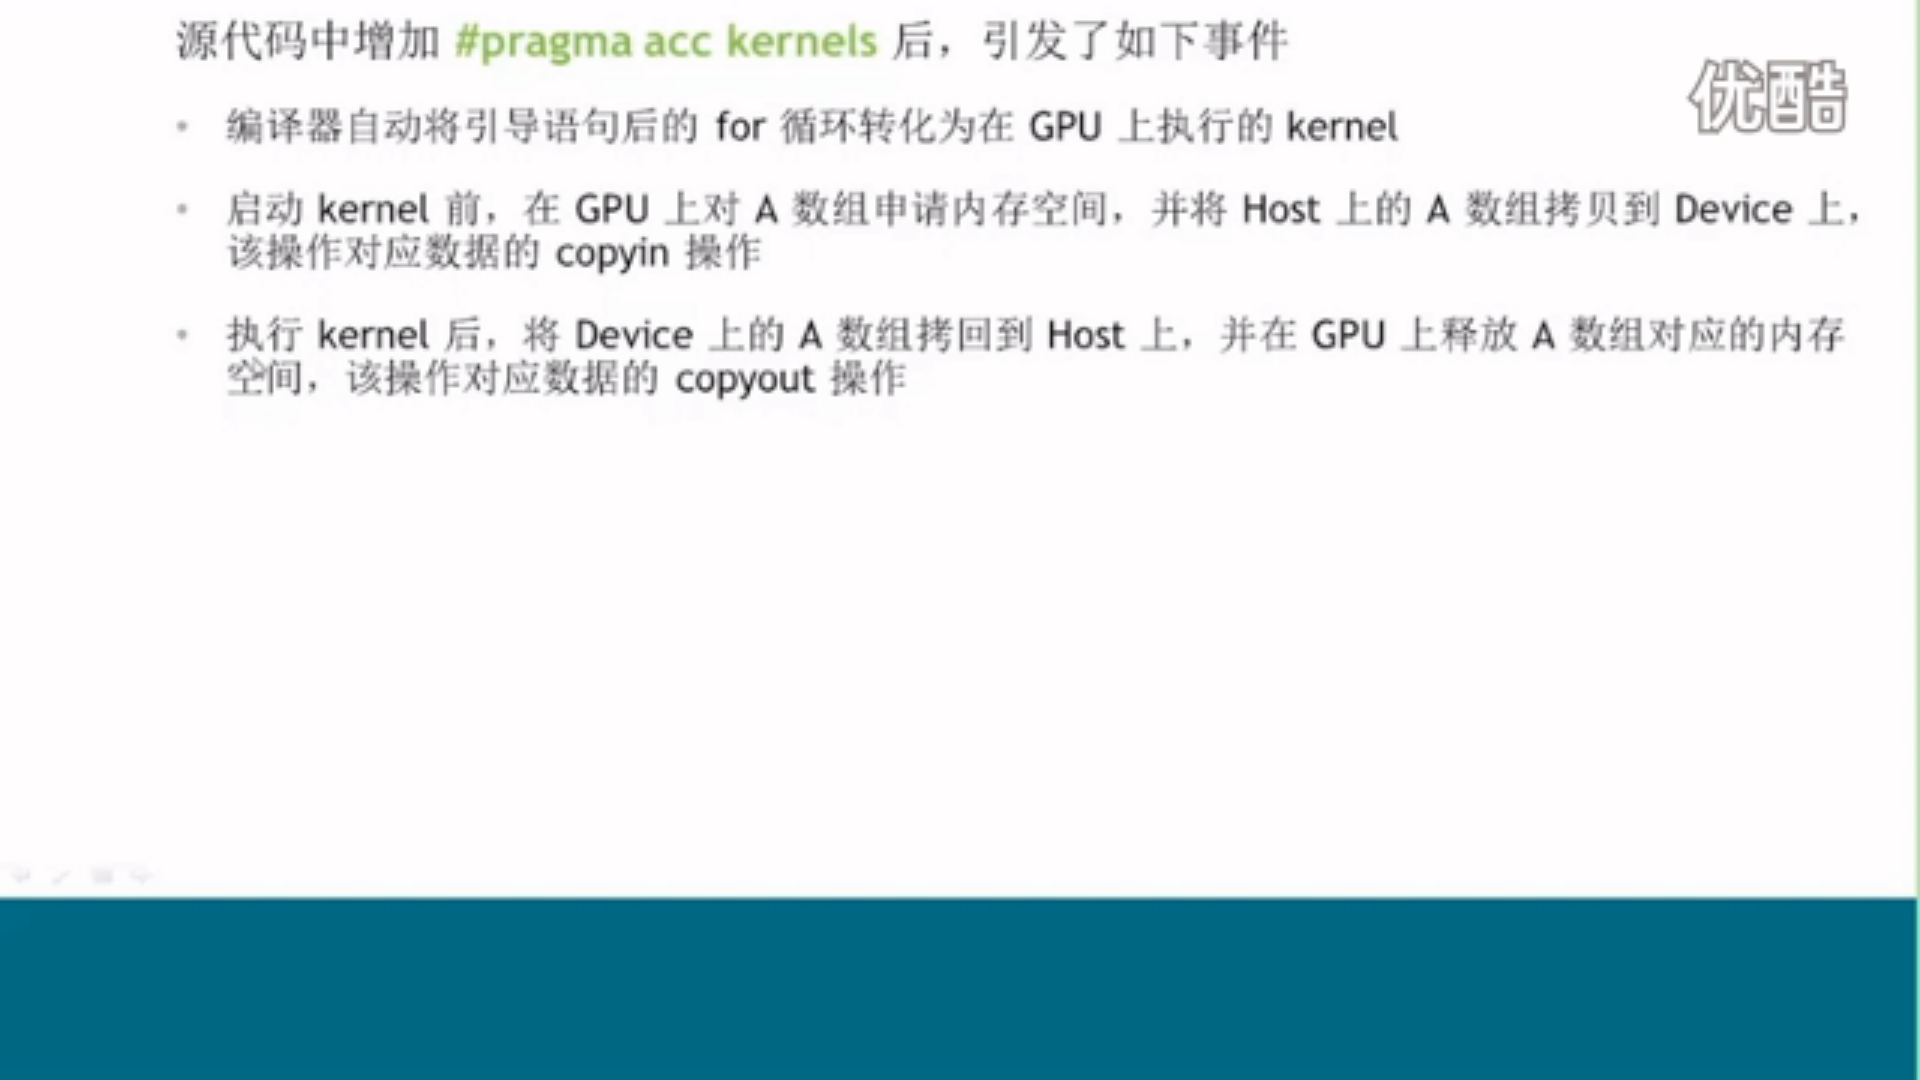 源代码中增加 #pragma acc kernels 后，引发了如下事件
优酷
• 编译器自动将引导语句后的 for 循环转化为在 GPU 上执行的 kernel
• 启动 kernel 前，在 GPU 上对 A 数组申请内存空间，并将 Host 上的 A 数组拷贝到 Device 上，
该操作对应数据的 copyin 操作
• 执行 kernel 后，将 Device 上的 A 数组拷回到 Host 上，并在 GPU 上释放 A 数组对应的内存
空间，该操作对应数据的 copyout 操作